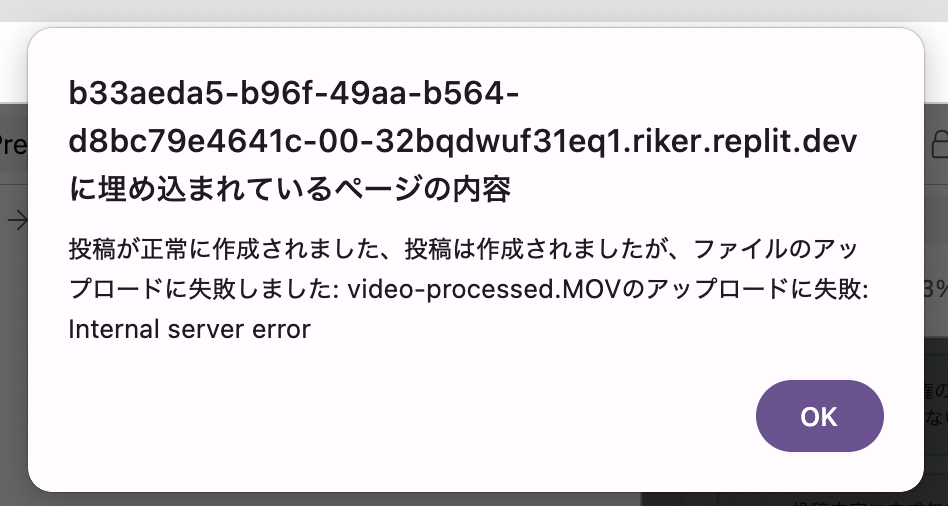 b33aeda5-b96f-49aa-b564-
d8bc79e4641c-00-32bqdwuf31eq1.riker.replit.dev
に埋め込まれているページの内容
投稿が正常に作成されました、投稿は作成されましたが、ファイルのアッ
プロードに失敗しました: video-processed.MOVのアップロードに失敗:
Internal server error
OK
Pre
3%